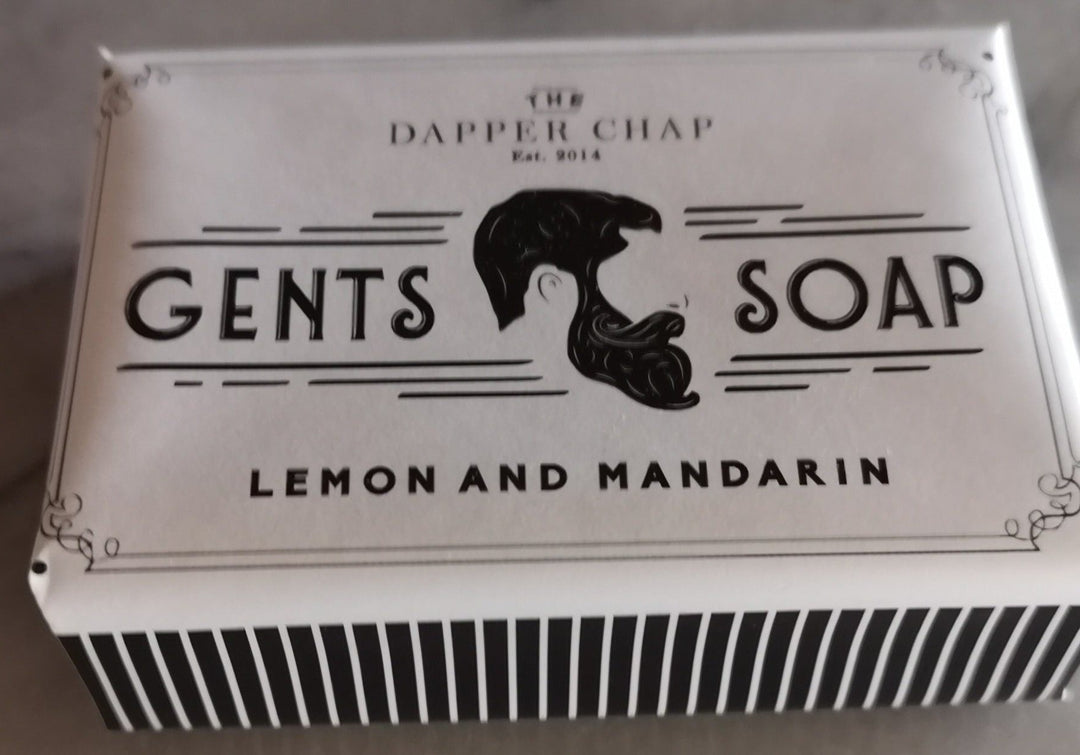 THE
DAPPER CHAP
Est. 2014
GENTS SOAP
LEMON AND MANDARIN